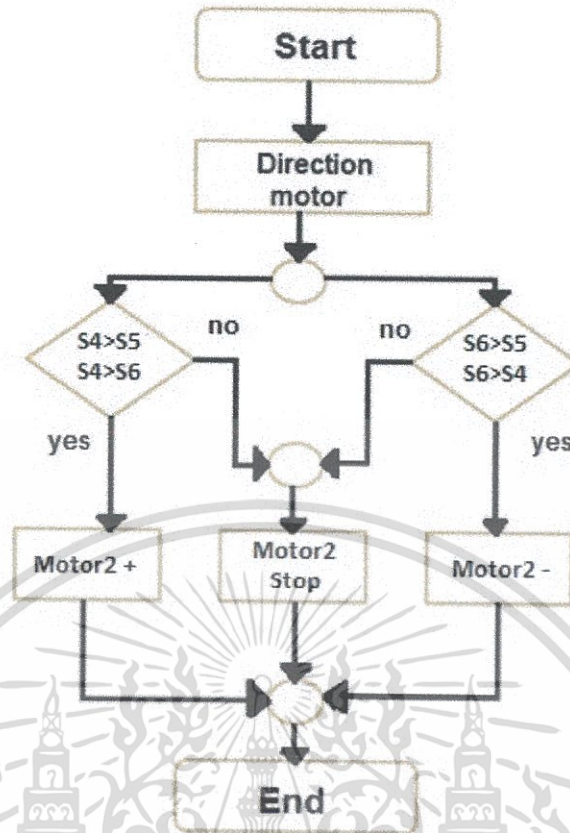 Start
Direction
motor
no
no
S4>S5
S4>S6
S6>S5
S6>S4
yes
yes
Motor2 +
Motor2
Stop
Motor2 -
End